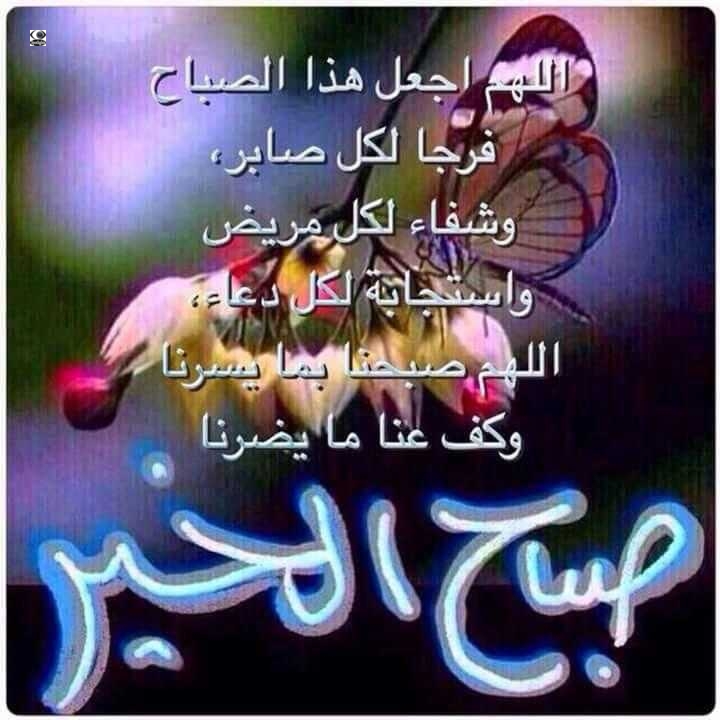 اللهم اجعل هذا الصباح
فرجا لكل صابر،
وشفاء لكل مريض
واستجابة لكل دعاء،
اللهم صبحنا بما يسرنا
وكف عنا ما يضرنا
صباح الخير